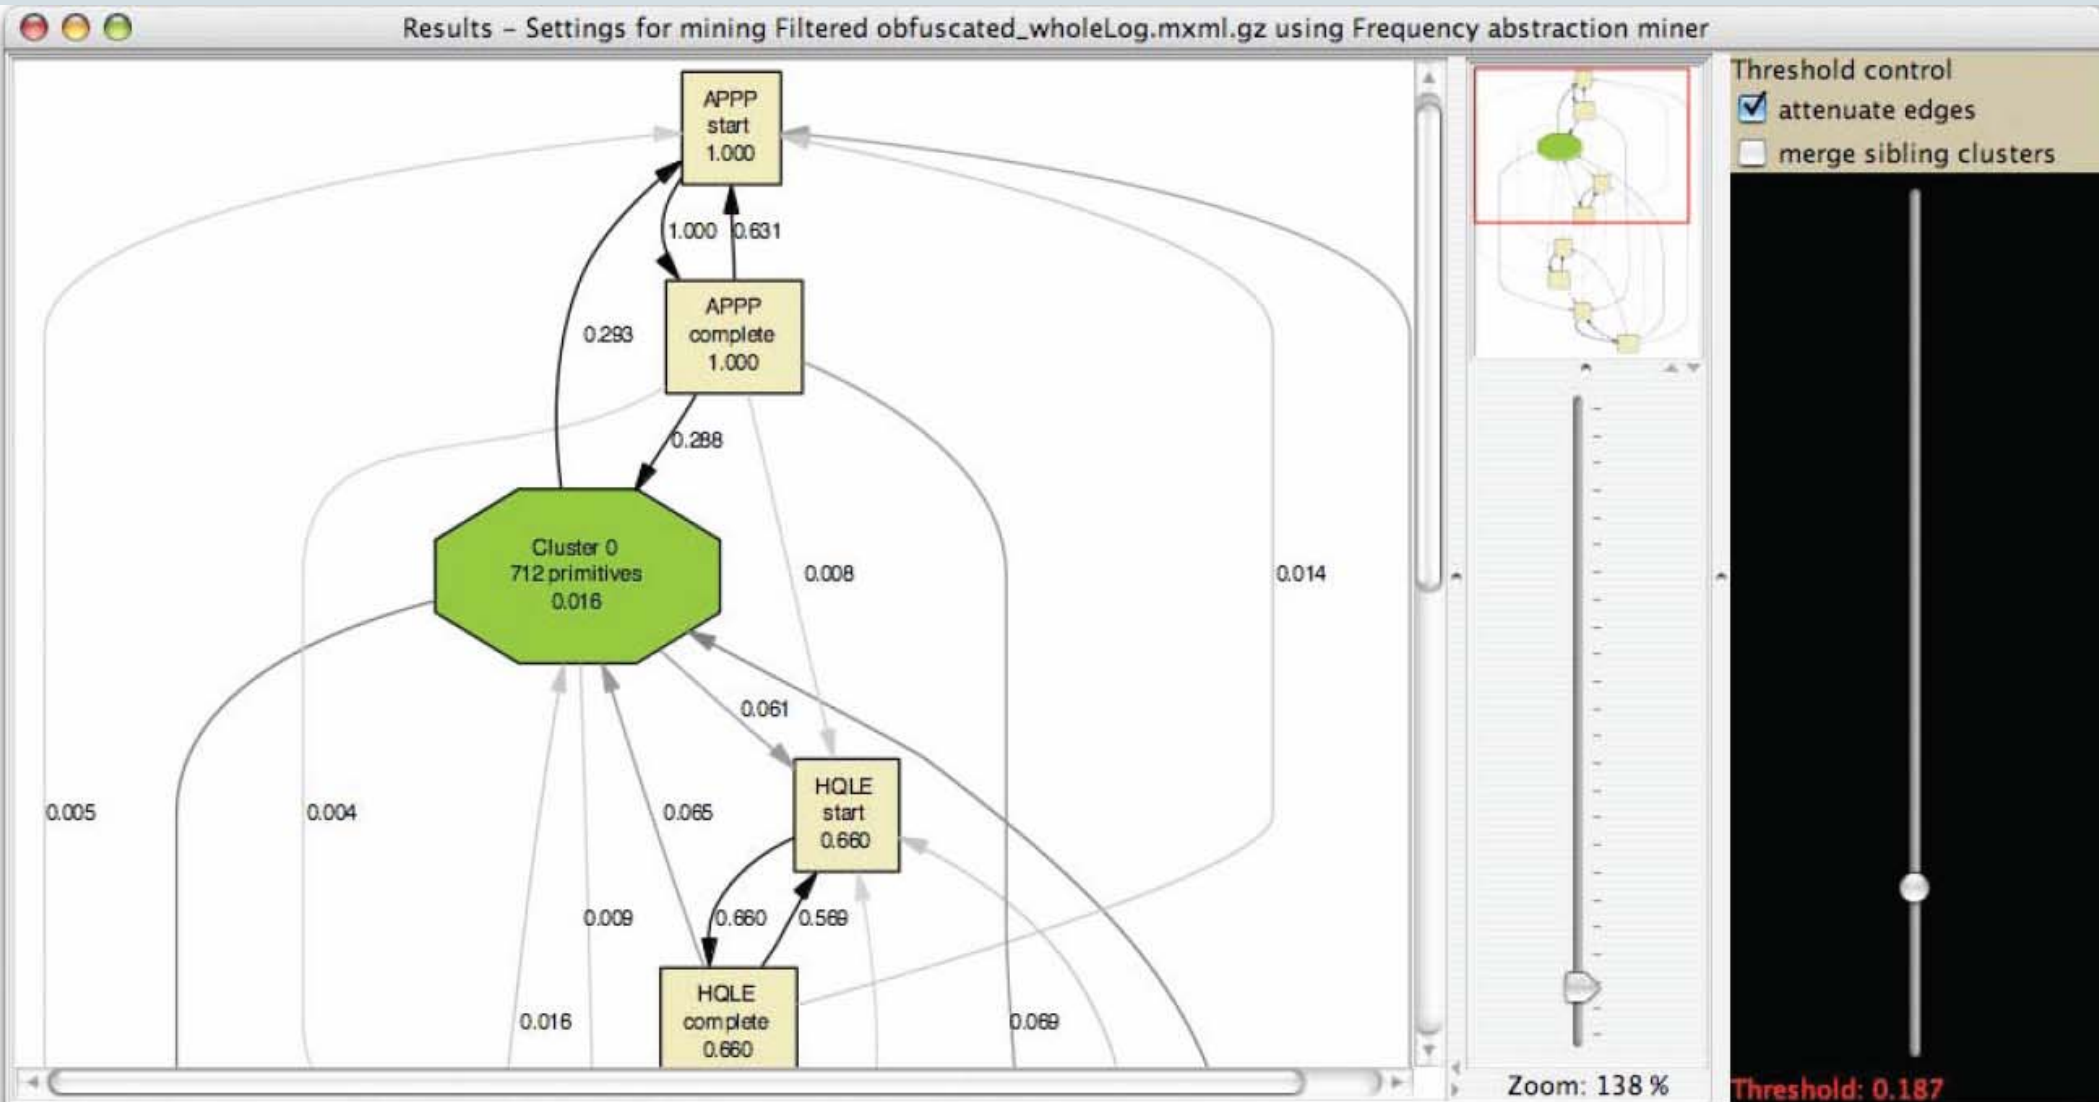 Results – Settings for mining Filtered obfuscated_wholeLog.mxml.gz using Frequency abstraction miner
APPP
start
1.000
1.000
0.631
APPP
complete
1.000
0.293
0.288
Cluster 0
712 primitives
0.016
0.008
0.014
0.061
HQLE
start
0.660
0.005
0.004
0.065
0.009
0.660
0.569
HQLE
complete
0.660
0.016
0.069
Threshold control
attenuate edges
merge sibling clusters
Zoom: 138 %
Threshold: 0.187